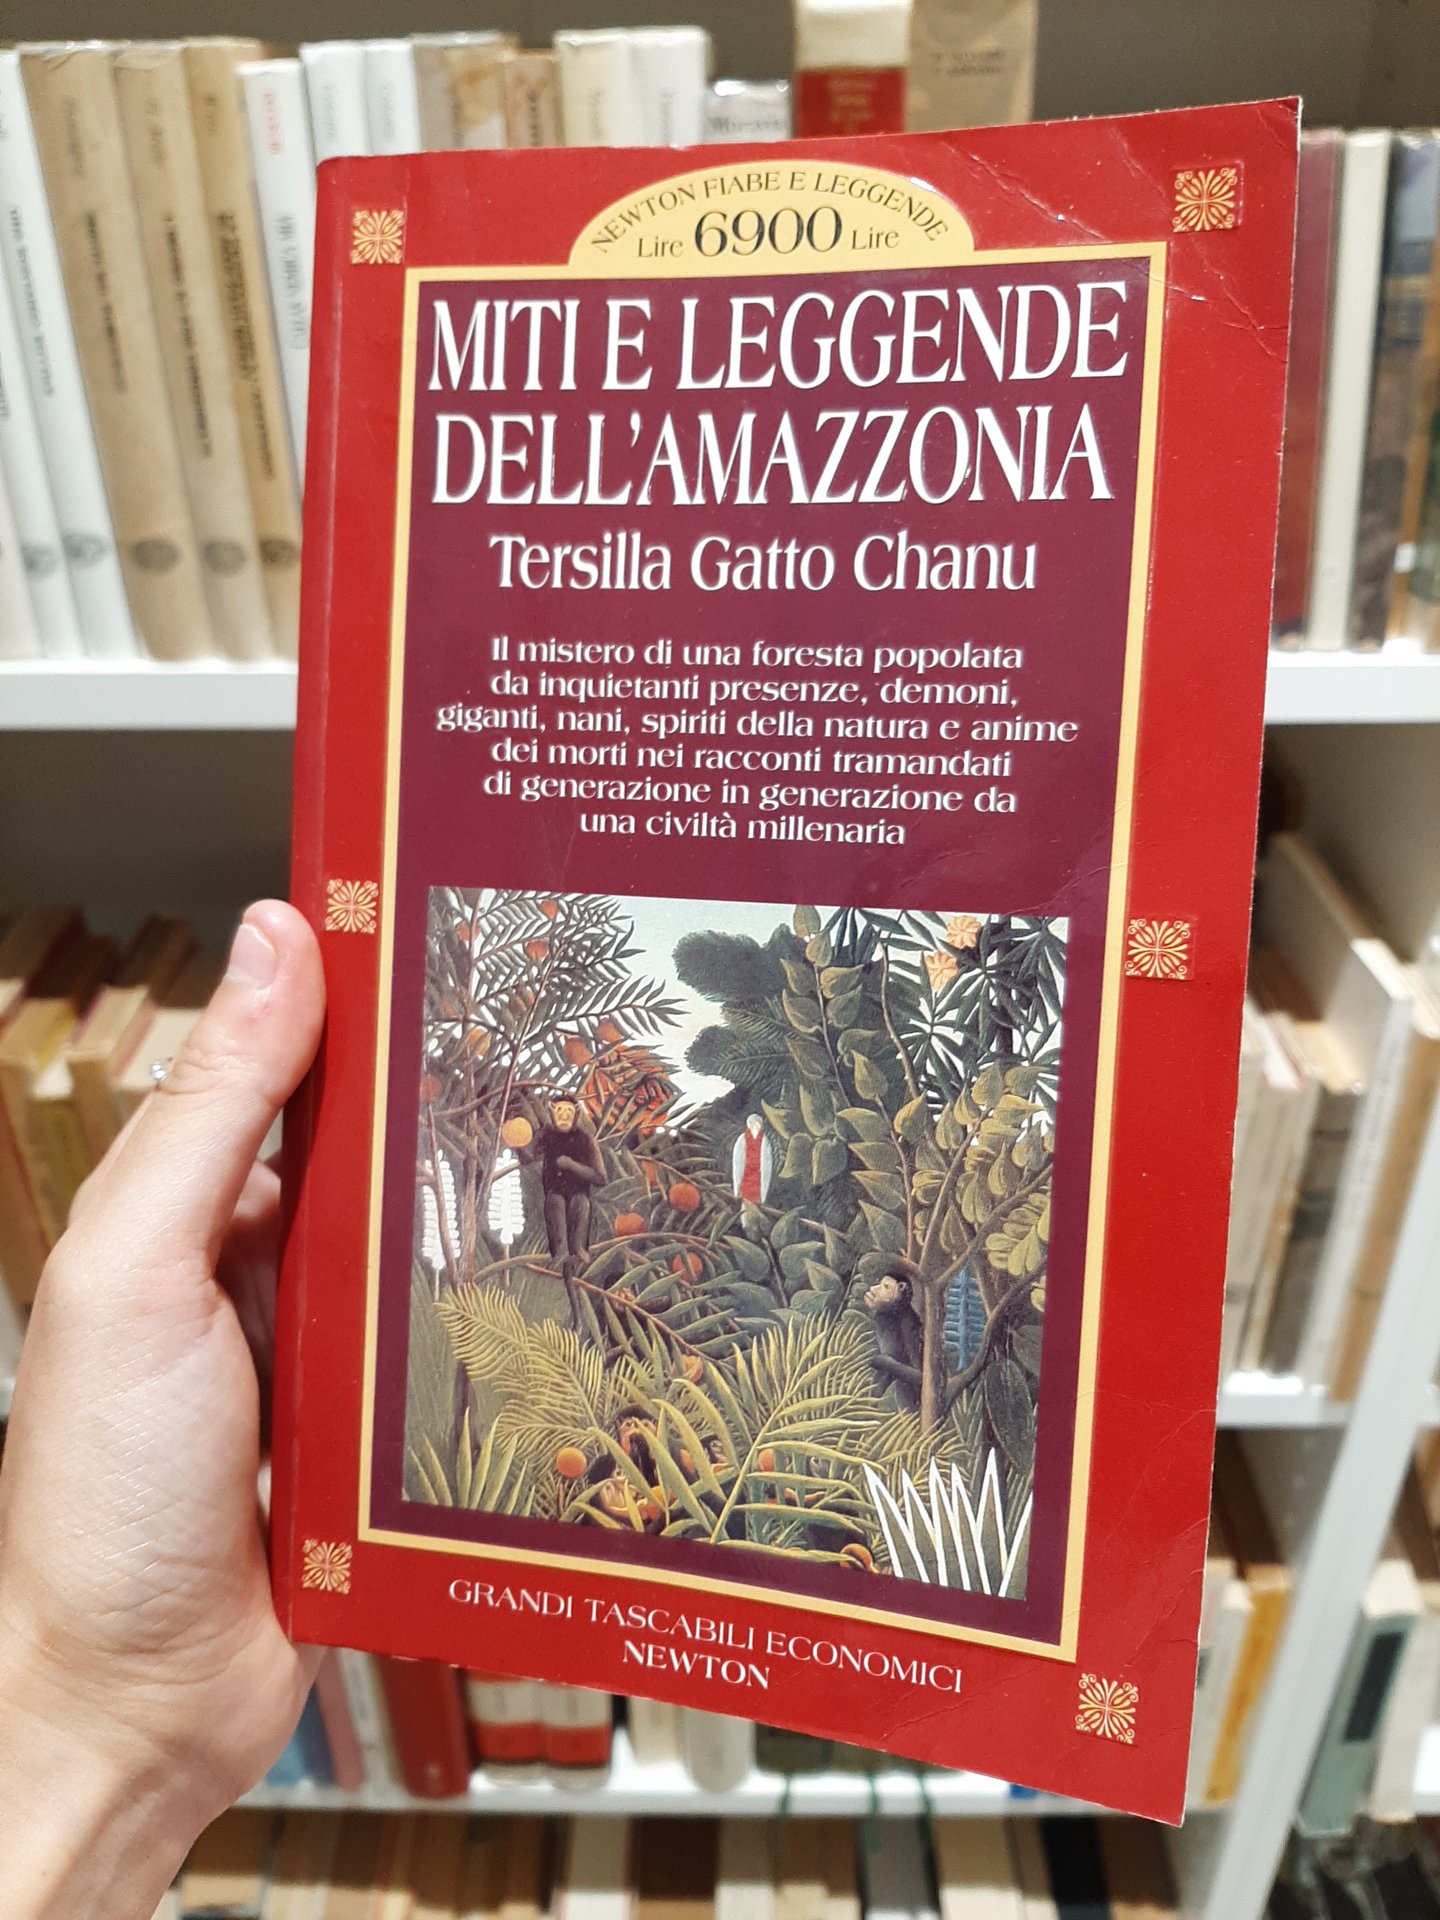 NEWTON FIABE E LEGGENDE
Lire 6900 Lire
MITI E LEGGENDE
DELL'AMAZZONIA
Tersilla Gatto Chanu
Il mistero di una foresta popolata
da inquietanti presenze, demoni,
giganti, nani, spiriti della natura e anime
dei morti nei racconti tramandati
di generazione in generazione da
una civiltà millenaria
GRANDI TASCABILI ECONOMICI
NEWTON